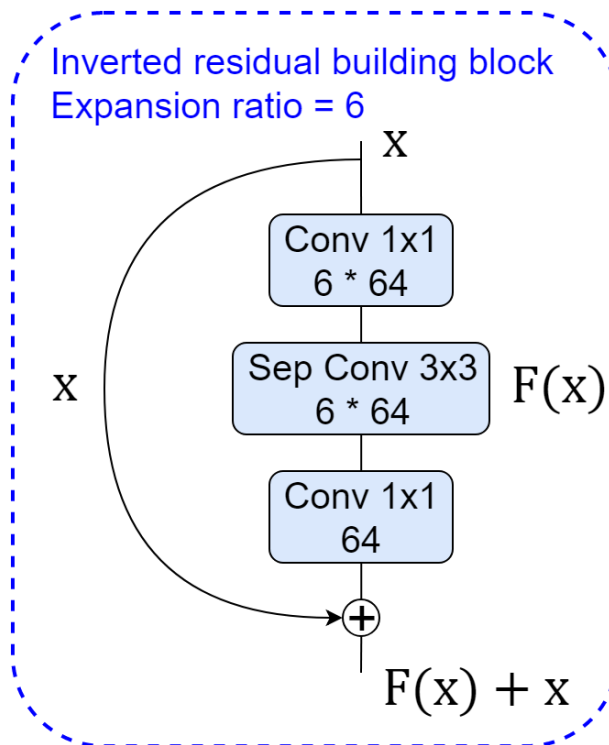 Inverted residual building block
Expansion ratio = 6
x
Conv 1x1
6 * 64
Sep Conv 3x3
6 * 64
x
F(x)
Conv 1x1
64
+
F(x) + x